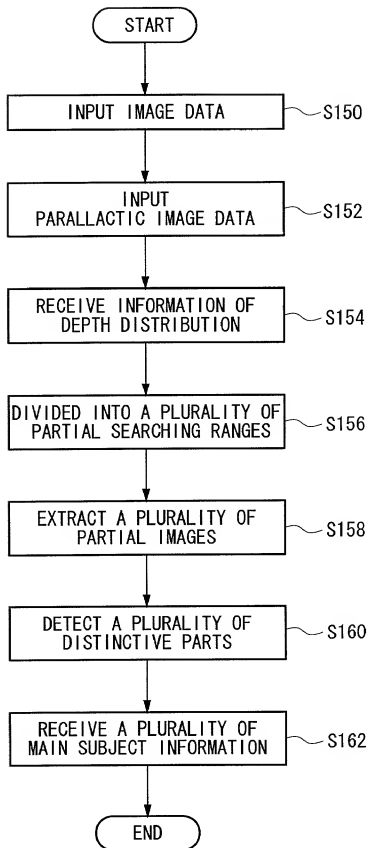 START
INPUT IMAGE DATA
S150
INPUT
PARALLACTIC IMAGE DATA
S152
RECEIVE INFORMATION OF
DEPTH DISTRIBUTION
S154
DIVIDED INTO A PLURALITY OF
PARTIAL SEARCHING RANGES
S156
EXTRACT A PLURALITY OF
PARTIAL IMAGES
S158
DETECT A PLURALITY OF
DISTINCTIVE PARTS
S160
RECEIVE A PLURALITY OF
MAIN SUBJECT INFORMATION
S162
END